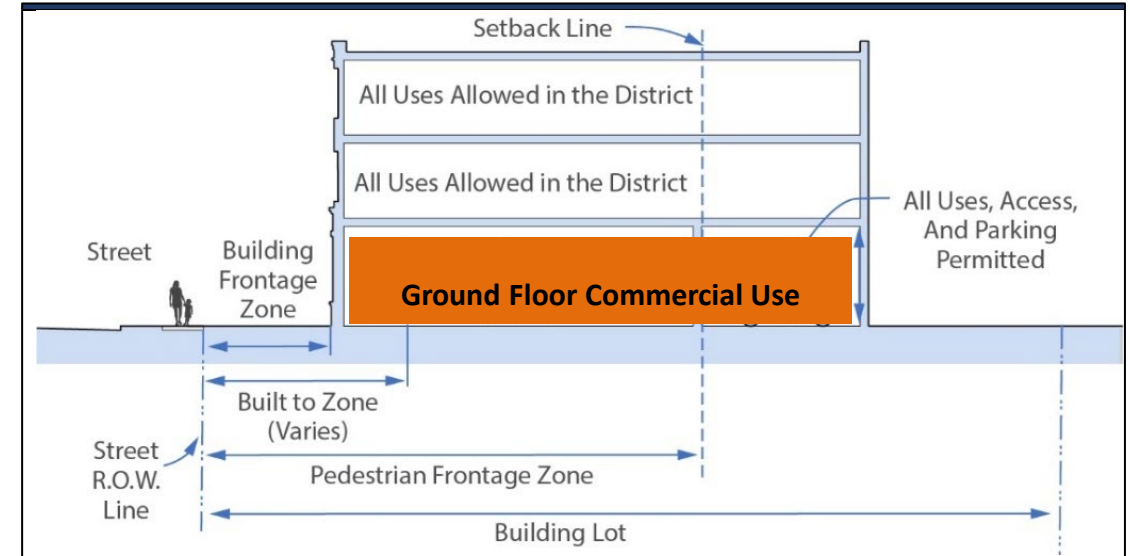 Setback Line
All Uses Allowed in the District
All Uses Allowed in the District
All Uses, Access,
And Parking
Permitted
Street
Building
Frontage
Zone
Ground Floor Commercial Use
Built to Zone
(Varies)
Street
R.O.W.
Line
Pedestrian Frontage Zone
Building Lot